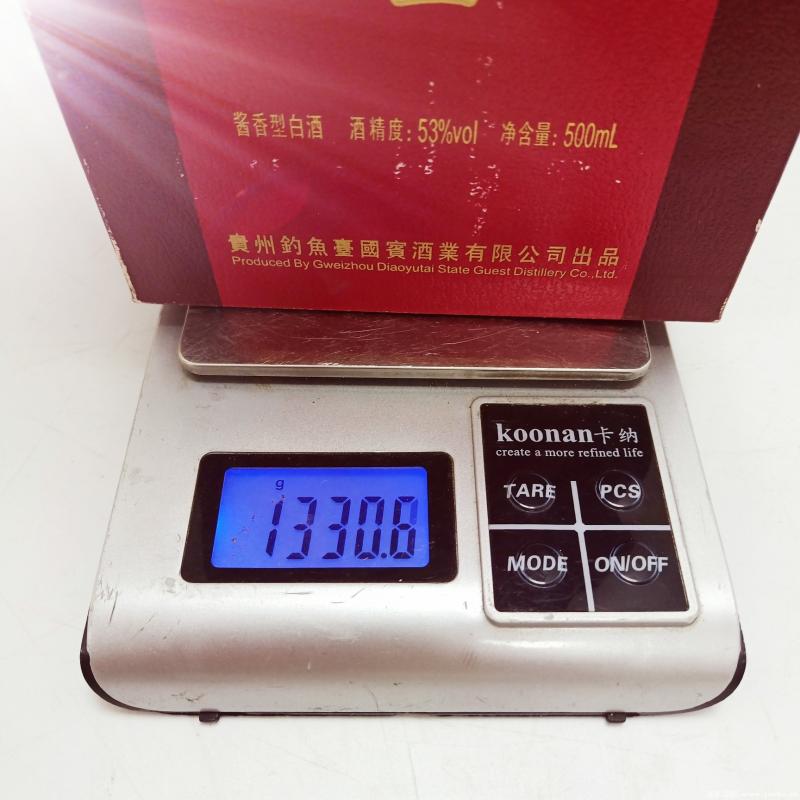 酱香型白酒 酒精度:53%vol 净含量:500mL
貴州釣魚臺國賓酒業有限公司出品
Produced By Gweizhou Diaoyutai State Guest Distillery Co.,Ltd.
koonan卡纳
create a more refined life
TARE PCS
MODE ON/OFF
g
1330.6